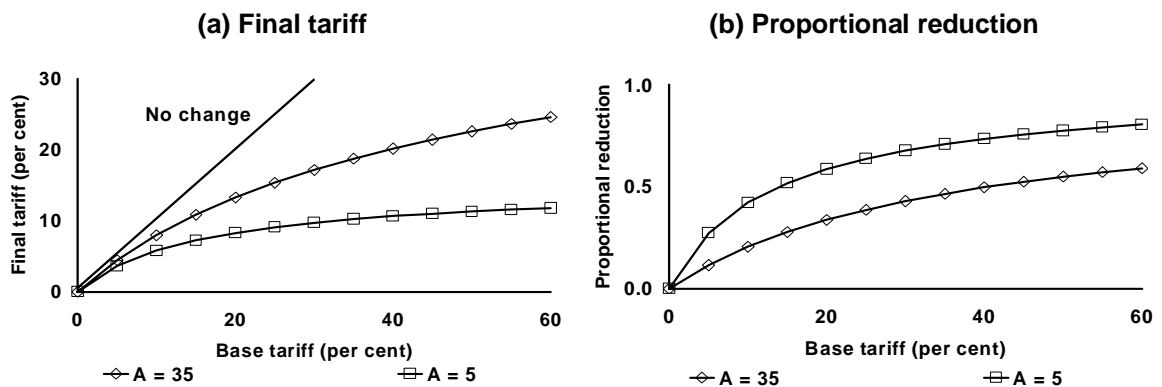 (a) Final tariff
30
20
10
0
Final tariff (per cent)
No change
0
20
40
60
Base tariff (per cent)
A = 35
A = 5
(b) Proportional reduction
1.0
0.5
0.0
Proportional reduction
0
20
40
60
Base tariff (per cent)
A = 35
A = 5